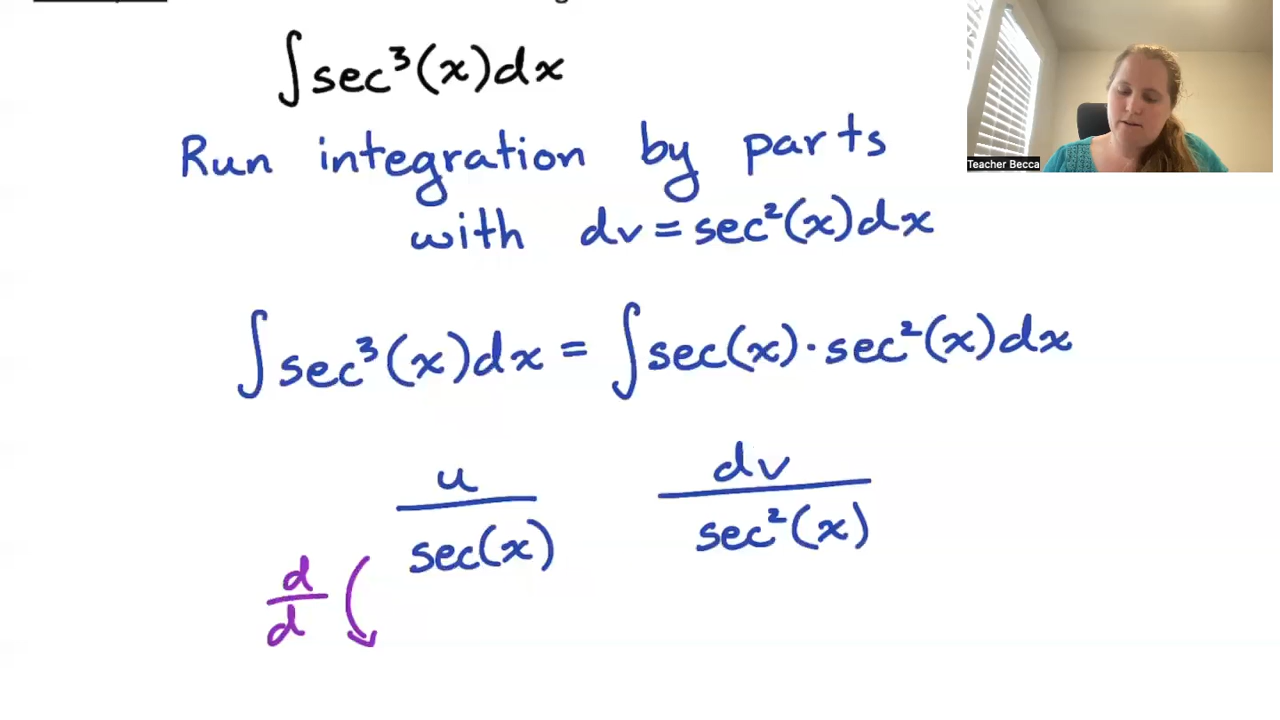 ∫sec³(x)dx
Teacher Becca
Run integration by parts
with dv = sec²(x)dx
∫sec³(x)dx = ∫sec(x)·sec²(x)dx
u dv
sec(x) sec²(x)
d
d